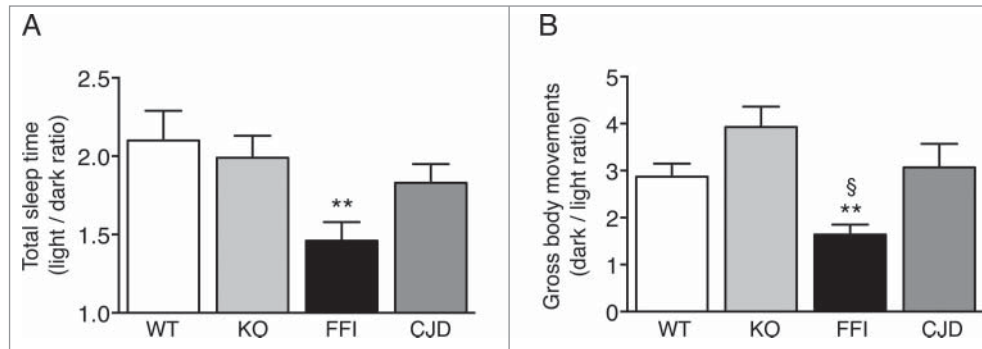 A
Total sleep time
(light / dark ratio)
2.5
2.0
1.5
1.0
**
WT KO FFI CJD
B
Gross body movements
(dark / light ratio)
5
4
3
2
1
0
§
**
WT KO FFI CJD